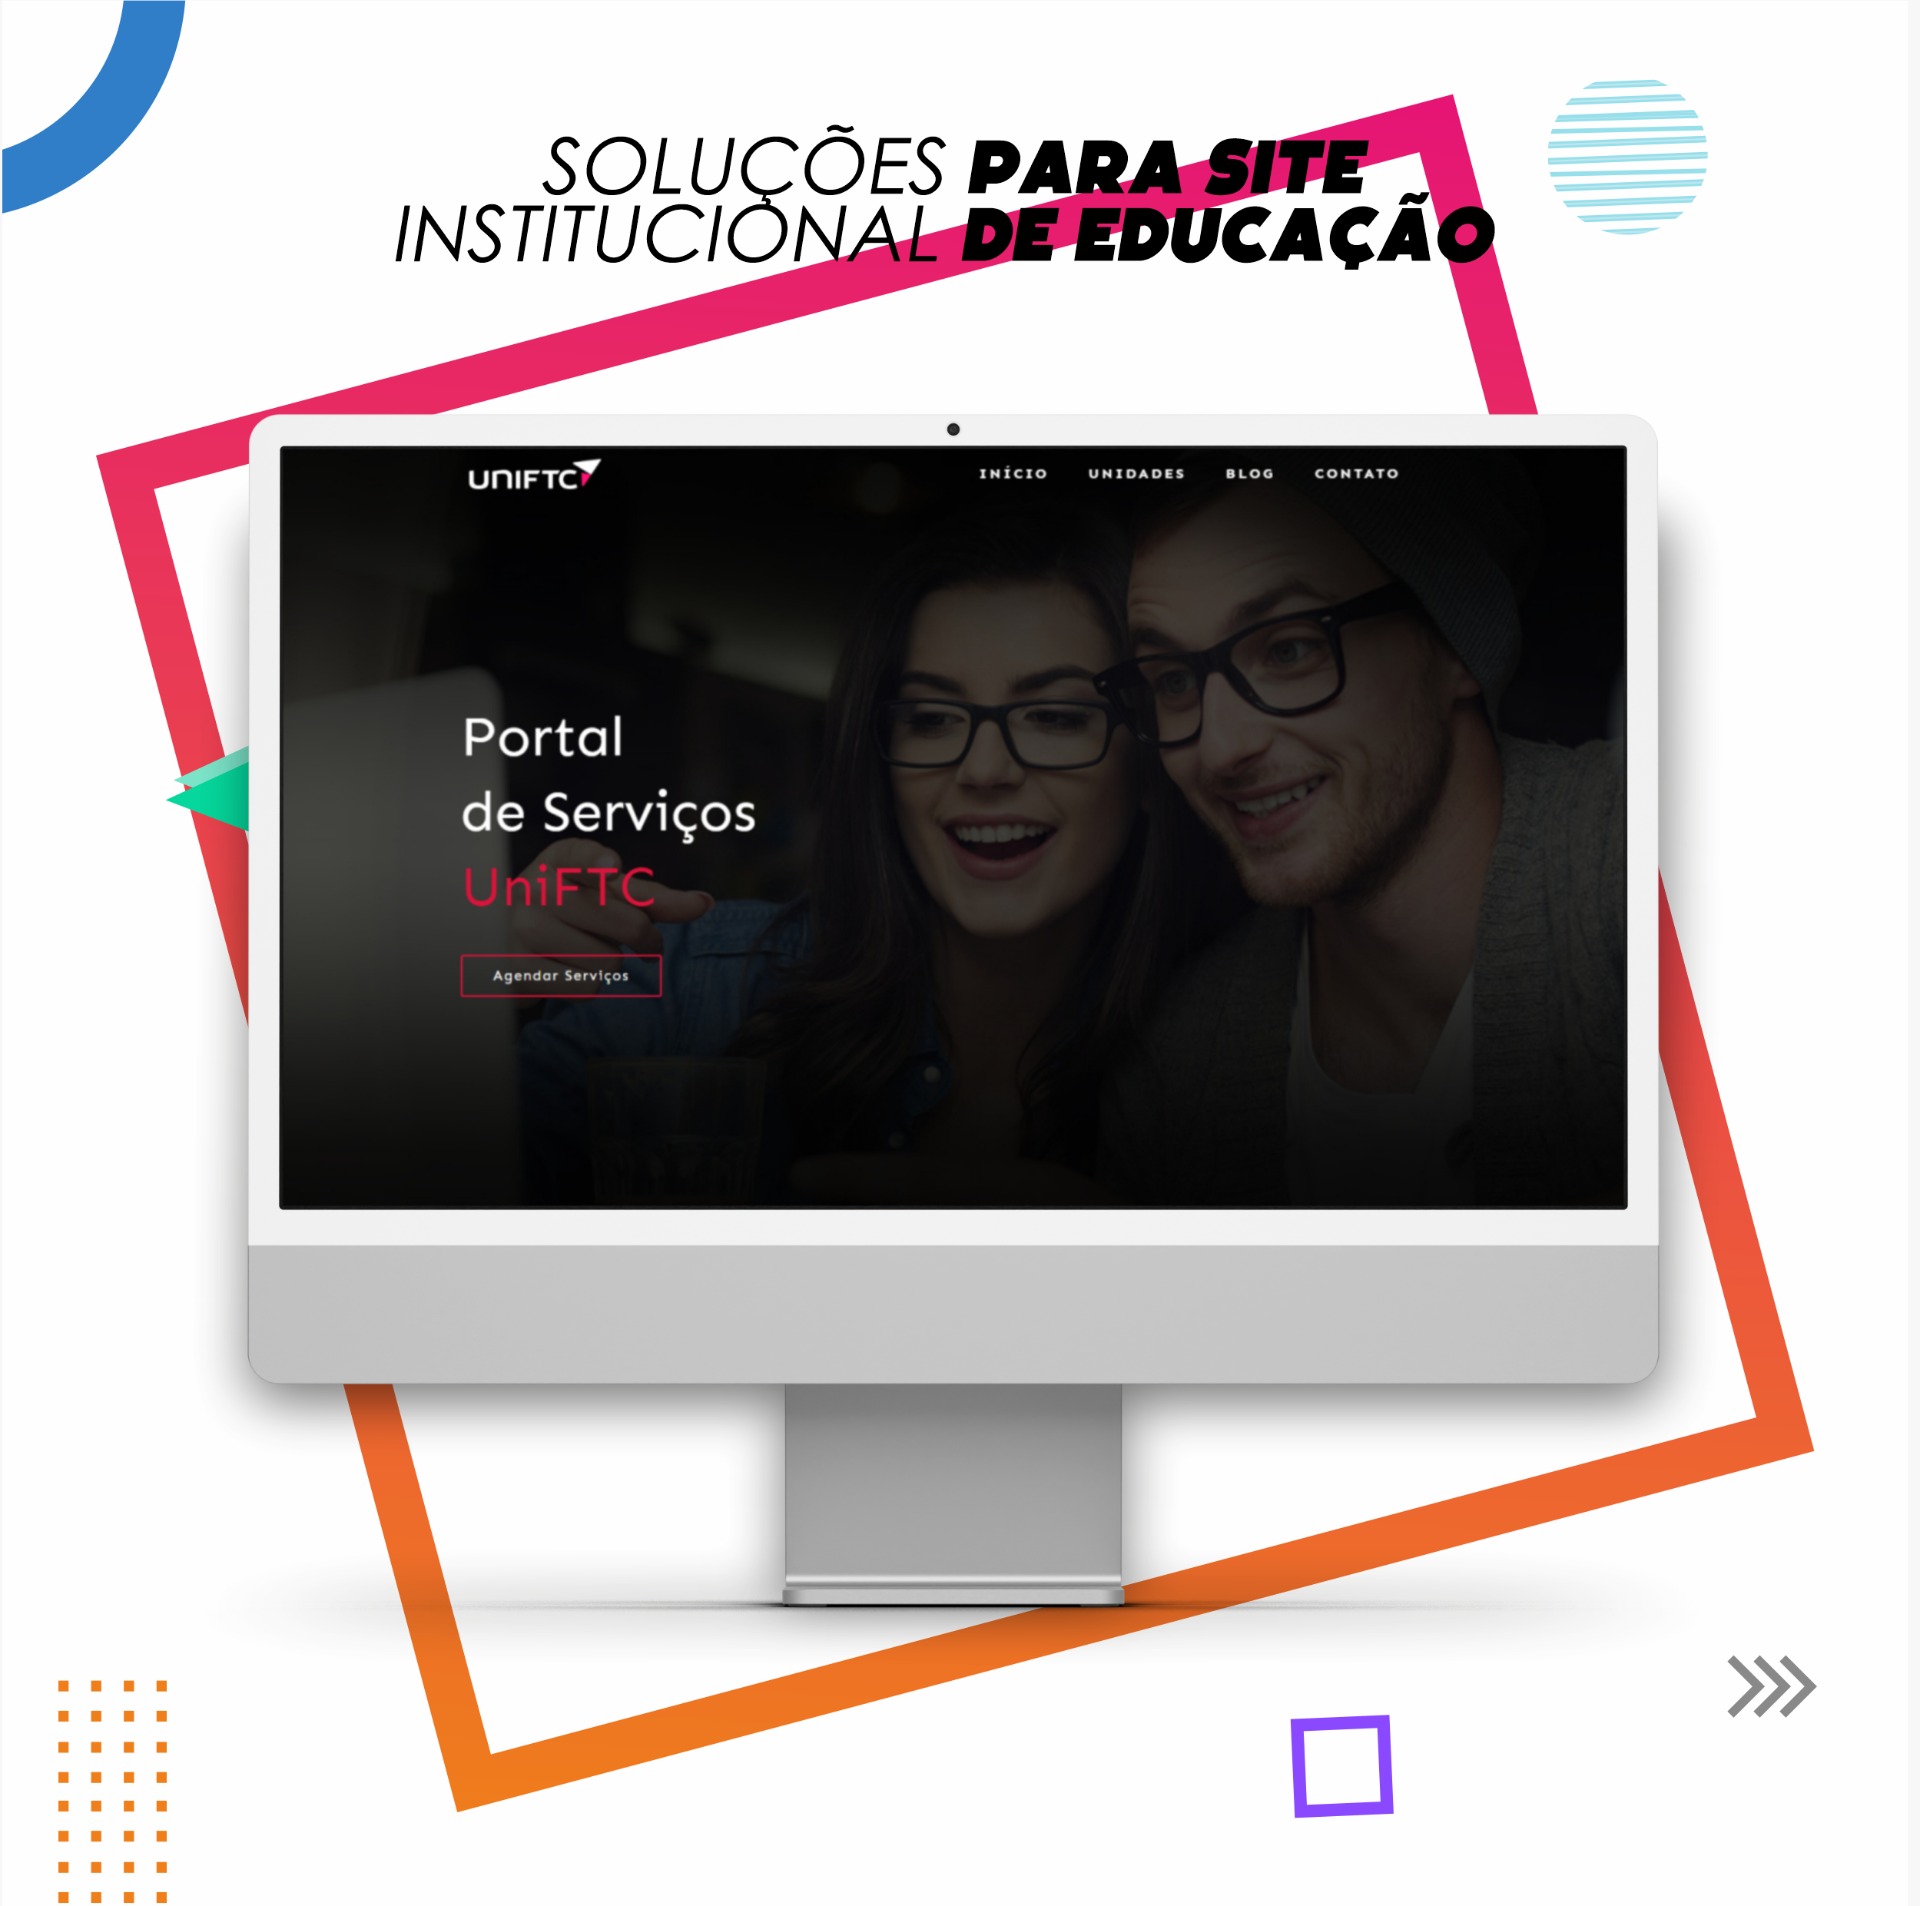 SOLUÇÕES PARA SITE
INSTITUCIONAL DE EDUCAÇÃO
UNIFTC
INÍCIO UNIDADES BLOG CONTATO
Portal
de Serviços
UniFTC
Agendar Serviços